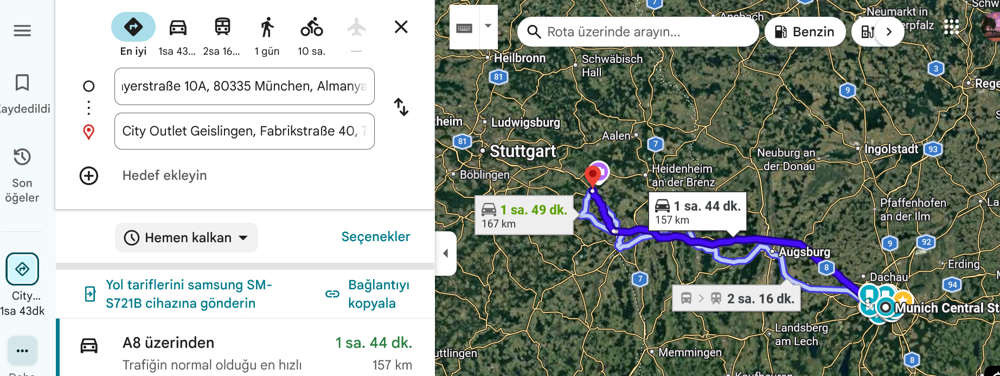 En iyi
1sa 43...
2sa 16...
1 gün
10 sa.
—
yerstraße 10A, 80335 München, Almanya
City Outlet Geislingen, Fabrikstraße 40, 7
Hedef ekleyin
Kaydedildi
Son
öğeler
City...
1sa 43dk
Hemen kalkan
Seçenekler
Yol tariflerini samsung SM-
S721B cihazına gönderin
Bağlantıyı
kopyala
A8 üzerinden
1 sa. 44 dk.
Trafiğin normal olduğu en hızlı
157 km
Rota üzerinde arayın...
Benzin
7
Ansbach
Neumarkt in
erpfalz
Schw
Heilbronn
Schwäbisch
Hall
81
3
9
Rege
heim
Ludwigsburg
Aalen
81
7
Stuttgart
Neuburg an
der Donau
Ingolstadt
93
Böblingen
Heidenheim
an der Brenz
1 sa. 49 dk.
167 km
1 sa. 44 dk.
157 km
Pfaffenhofen
an der Ilm
La
9
92
Augsburg
8
Erding
7
Dachau
94
2 sa. 16 dk.
Munich Central St
Landsberg
am Lech
uttlingen
Memmingen
8
Kaufbeuren